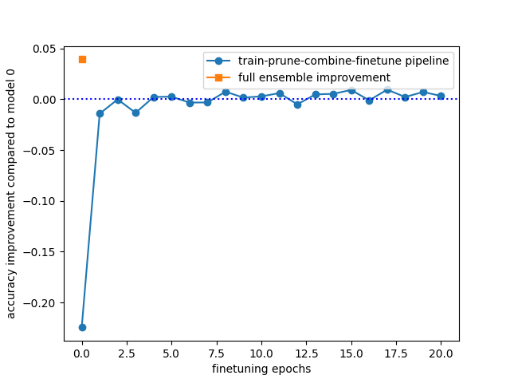 train-prune-combine-finetune pipeline
full ensemble improvement
accuracy improvement compared to model 0
0.05
0.00
−0.05
−0.10
−0.15
−0.20
0.0 2.5 5.0 7.5 10.0 12.5 15.0 17.5 20.0
finetuning epochs